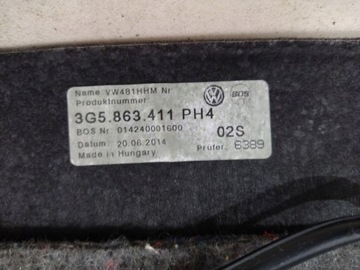 Name VW481HHM Nr
Produktnummer:
BOS
3G5.863.411 PH4
BOS Nr. 014240001600 02S
Datum: 20.06.2014 Prüfer: 6389
Made in Hungary